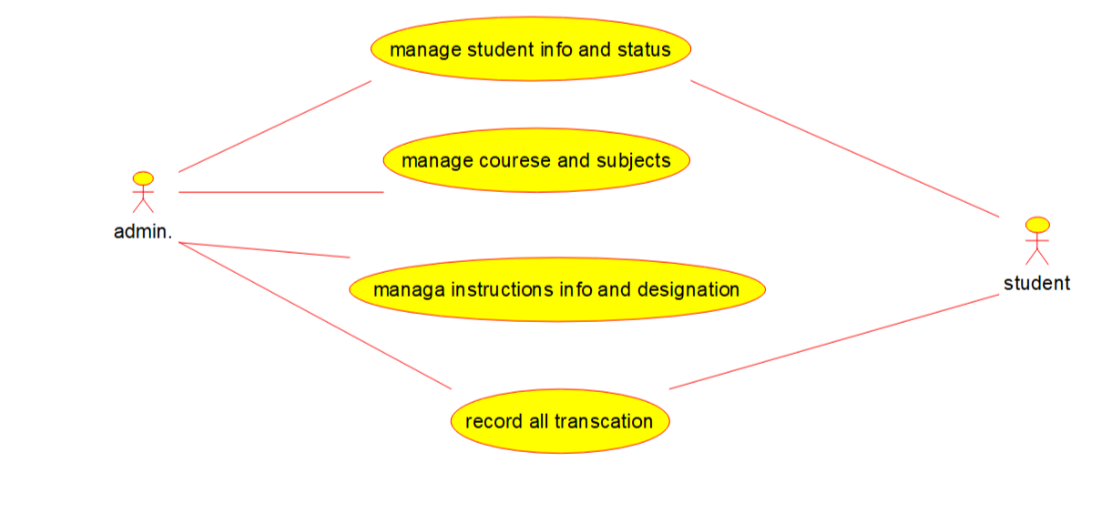 manage student info and status
manage courese and subjects
admin.
student
managa instructions info and designation
record all transcation